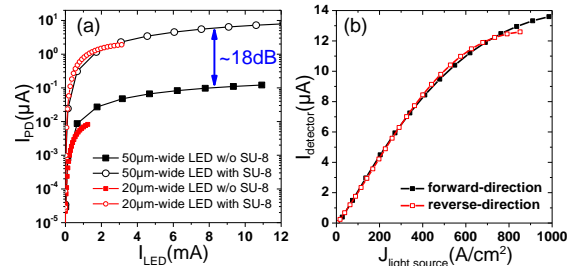 (a)
10¹
10⁰
10⁻¹
10⁻²
10⁻³
10⁻⁴
10⁻⁵
I_PD(µA)
~18dB
50µm-wide LED w/o SU-8
50µm-wide LED with SU-8
20µm-wide LED w/o SU-8
20µm-wide LED with SU-8
0 2 4 6 8 10 12
I_LED(mA)
(b)
14
12
10
8
6
4
2
0
I_detector(µA)
forward-direction
reverse-direction
0 200 400 600 800 1000
J_light source(A/cm²)